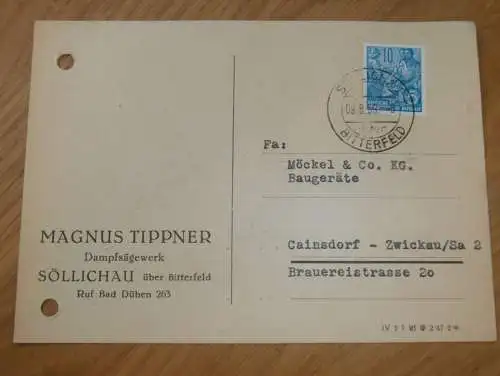 10
BITTERFELD
Fa:
Möckel & Co. KG.
Baugeräte
Cainsdorf - Zwickau/Sa 2
Brauereistrasse 2o
MAGNUS TIPPNER
Dampfsägewerk
SÖLLICHAU über Bitterfeld
Ruf Bad Düben 263